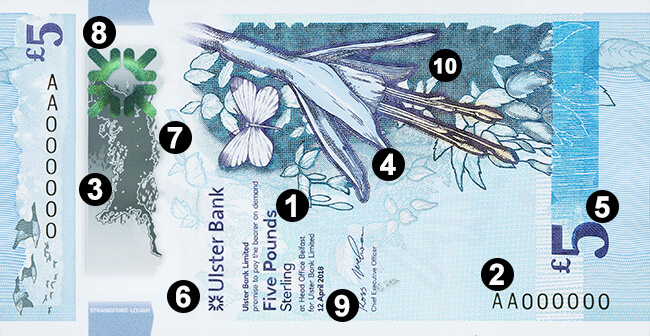 £5
AA000000
8
7
3
STRANGFORD LOUGH
6
Ulster Bank
Ulster Bank Limited
promise to pay the bearer on demand
Five Pounds
Sterling
at Head Office Belfast
for Ulster Bank Limited
12 April 2018
Chief Executive Officer
1
9
4
10
2
AA000000
5
£5
£5